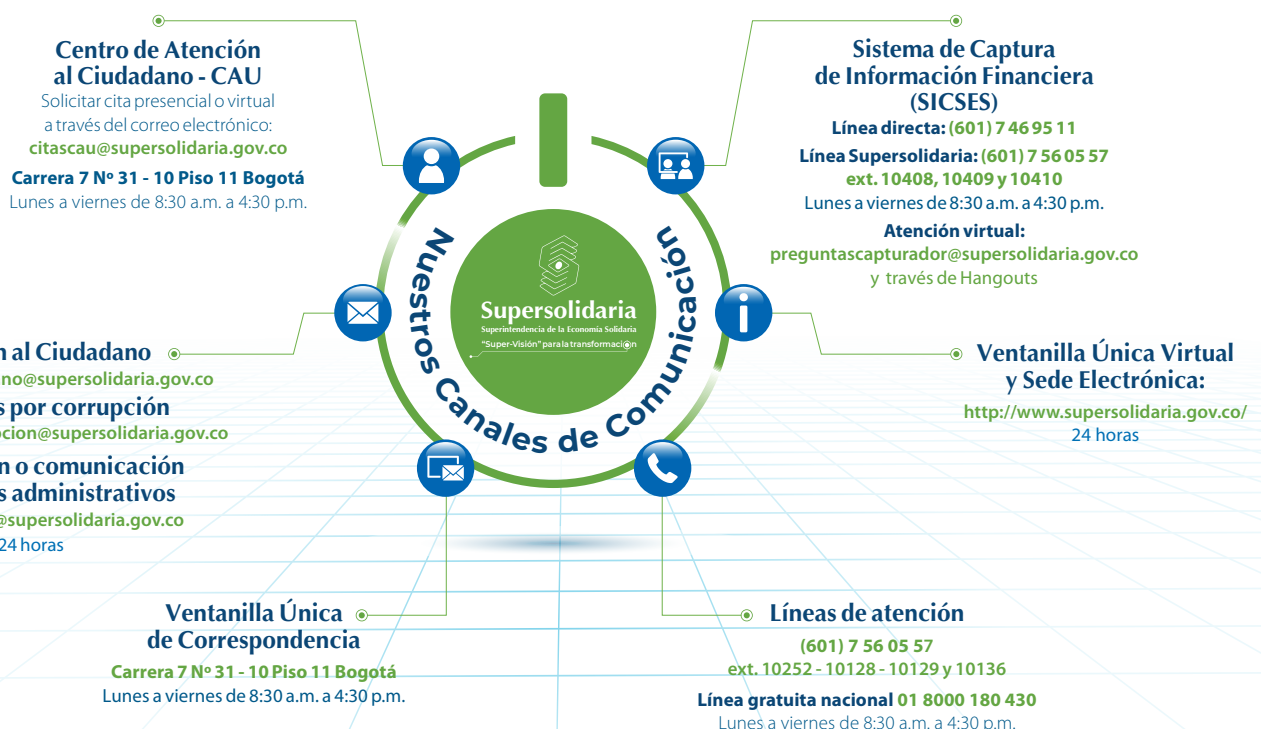 Centro de Atención
al Ciudadano - CAU
Solicitar cita presencial o virtual
a través del correo electrónico:
citascau@supersolidaria.gov.co
Carrera 7 Nº 31 - 10 Piso 11 Bogotá
Lunes a viernes de 8:30 a.m. a 4:30 p.m.
Sistema de Captura
de Información Financiera
(SICSES)
Línea directa: (601) 7 46 95 11
Línea Supersolidaria: (601) 7 56 05 57
ext. 10408, 10409 y 10410
Lunes a viernes de 8:30 a.m. a 4:30 p.m.
Atención virtual:
preguntascapturador@supersolidaria.gov.co
y través de Hangouts
Nuestros Canales de Comunicación
Supersolidaria
Superintendencia de la Economía Solidaria
"Super-Visión" para la transformación
al Ciudadano
no@supersolidaria.gov.co
por corrupción
cion@supersolidaria.gov.co
o comunicación
administrativos
@supersolidaria.gov.co
24 horas
Ventanilla Única Virtual
y Sede Electrónica:
http://www.supersolidaria.gov.co/
24 horas
Ventanilla Única
de Correspondencia
Carrera 7 Nº 31 - 10 Piso 11 Bogotá
Lunes a viernes de 8:30 a.m. a 4:30 p.m.
Líneas de atención
(601) 7 56 05 57
ext. 10252 - 10128 - 10129 y 10136
Línea gratuita nacional 01 8000 180 430
Lunes a viernes de 8:30 a.m. a 4:30 p.m.